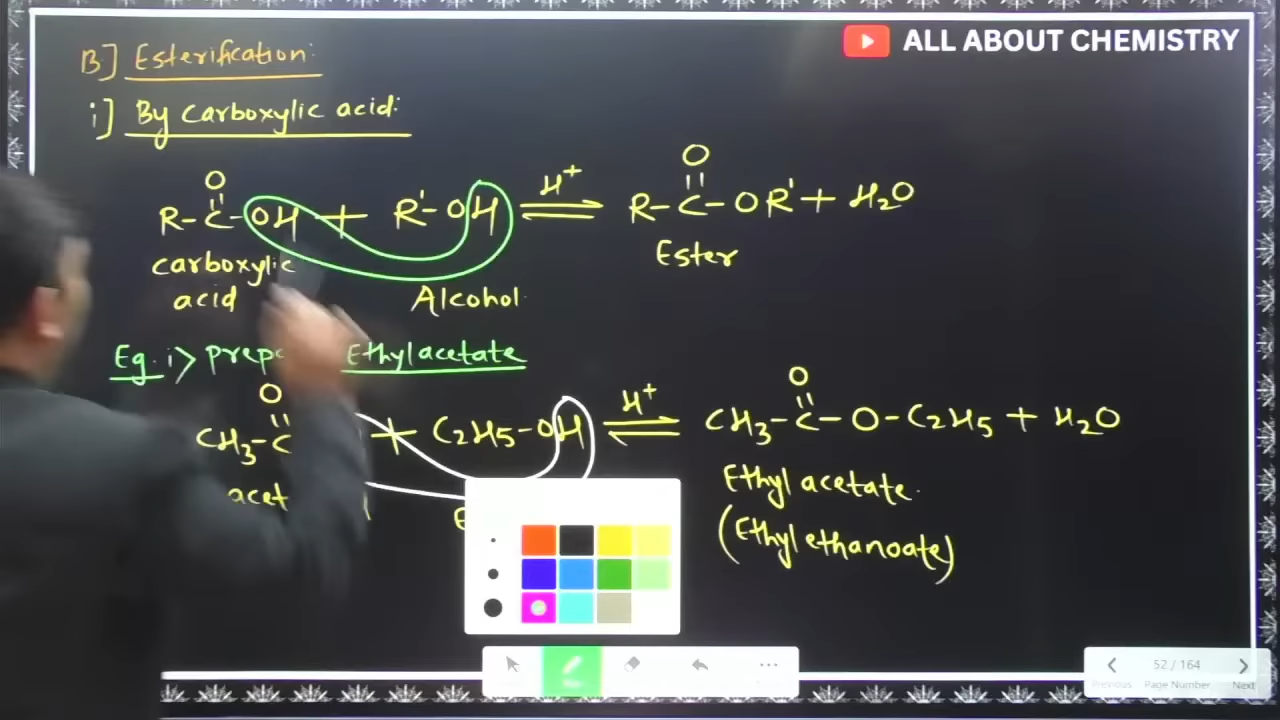 ALL ABOUT CHEMISTRY
B] Esterification:
i] By carboxylic acid:
O O
R-C-OH + R'-OH H+ ⇌ R-C-OR' + H2O
carboxylic acid
Alcohol
Ester
Eg. i> Ethylacetate
O O
CH3-C + C2H5-OH H+ ⇌ CH3-C-O-C2H5 + H2O
Ethyl acetate.
(Ethyl ethanoate)
52 / 164
Previous Page Number Next